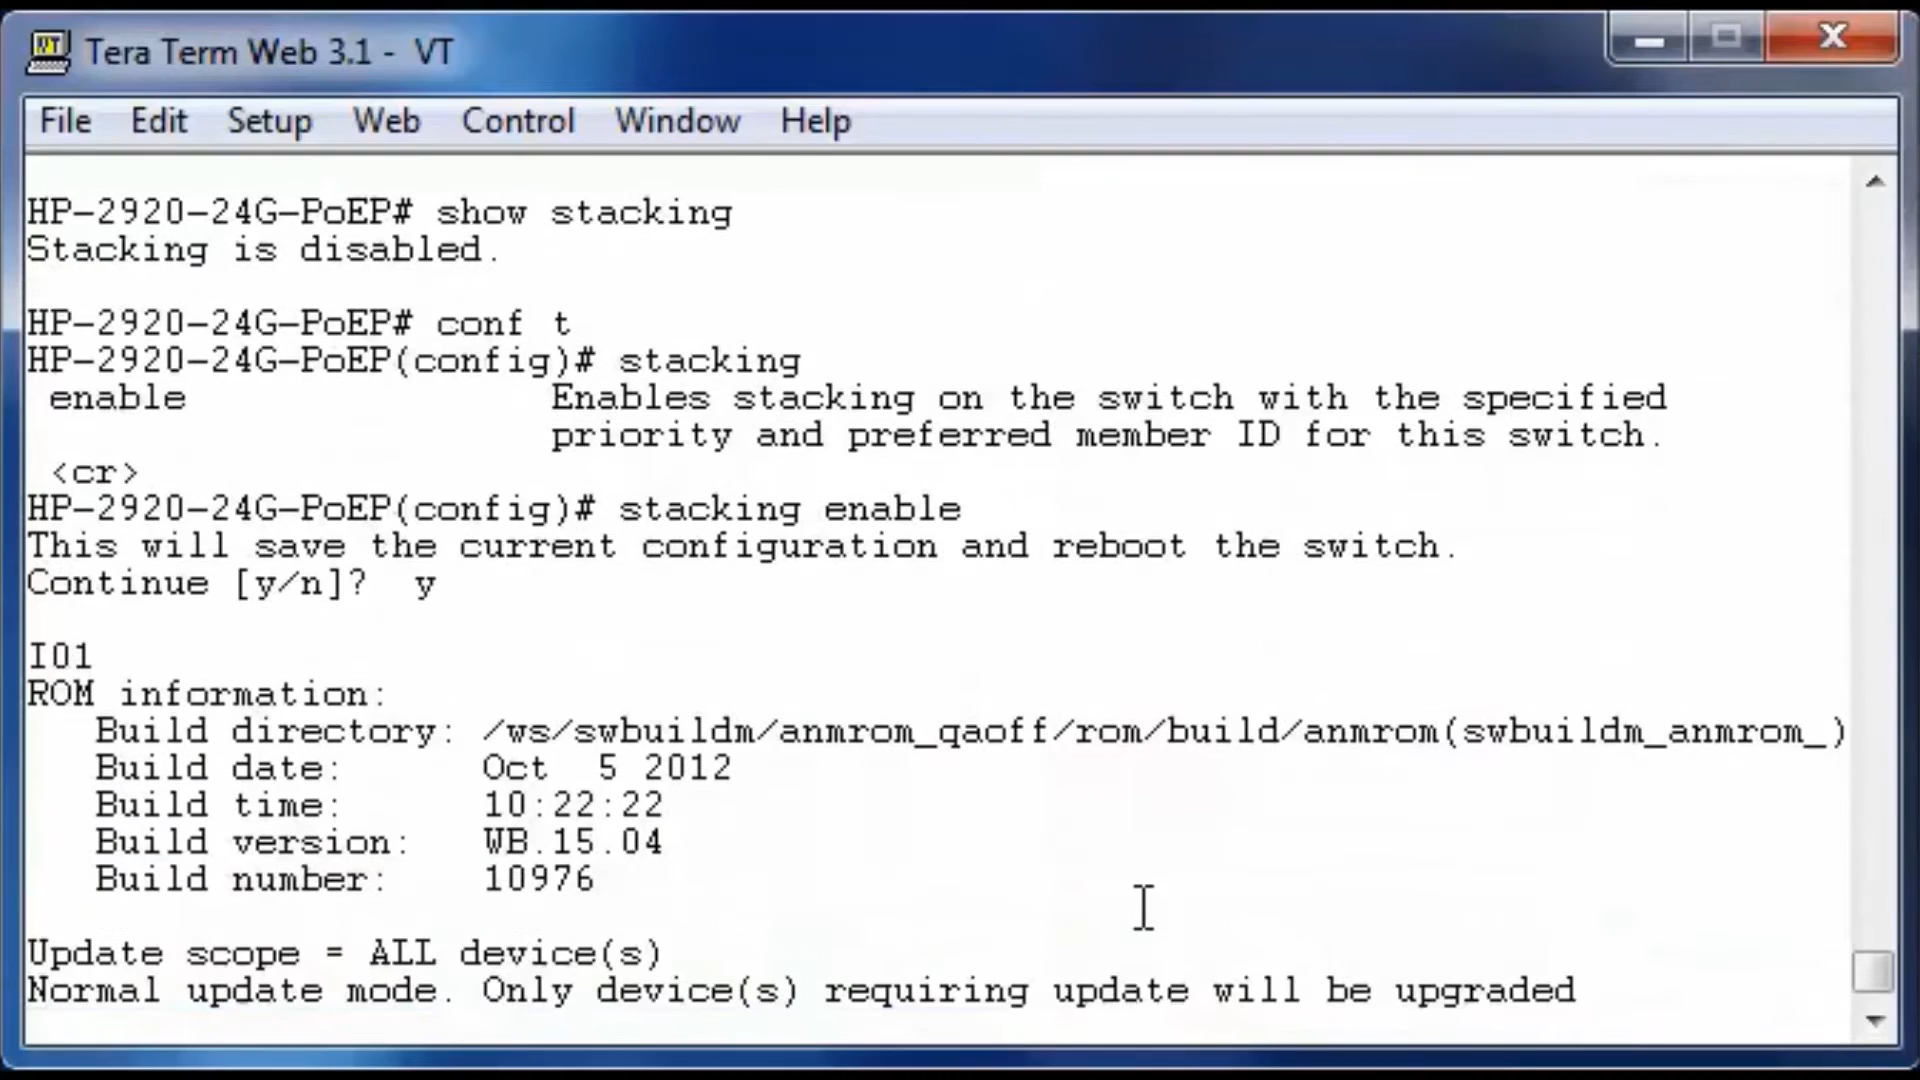 Tera Term Web 3.1 - VT
File Edit Setup Web Control Window Help
HP-2920-24G-PoEP# show stacking
Stacking is disabled.
HP-2920-24G-PoEP# conf t
HP-2920-24G-PoEP(config)# stacking
enable Enables stacking on the switch with the specified
priority and preferred member ID for this switch.
<cr>
HP-2920-24G-PoEP(config)# stacking enable
This will save the current configuration and reboot the switch.
Continue [y/n]? y
I01
ROM information:
Build directory: /ws/swbuildm/anmrom_qaoff/rom/build/anmrom(swbuildm_anmrom_)
Build date: Oct 5 2012
Build time: 10:22:22
Build version: WB.15.04
Build number: 10976
Update scope = ALL device(s)
Normal update mode. Only device(s) requiring update will be upgraded